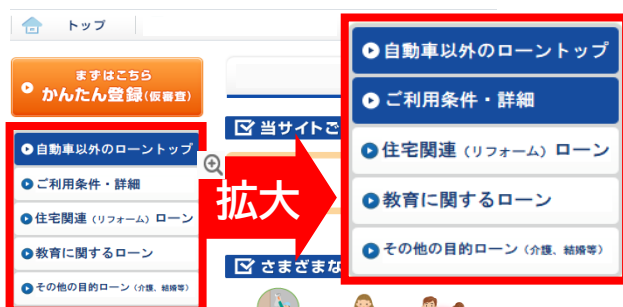 トップ
まずはこちら
かんたん登録(仮審査)
自動車以外のローントップ
ご利用条件・詳細
住宅関連（リフォーム）ローン
教育に関するローン
その他の目的ローン（介護、結婚等）
当サイトご
さまざまな
拡大
自動車以外のローントップ
ご利用条件・詳細
住宅関連（リフォーム）ローン
教育に関するローン
その他の目的ローン（介護、結婚等）